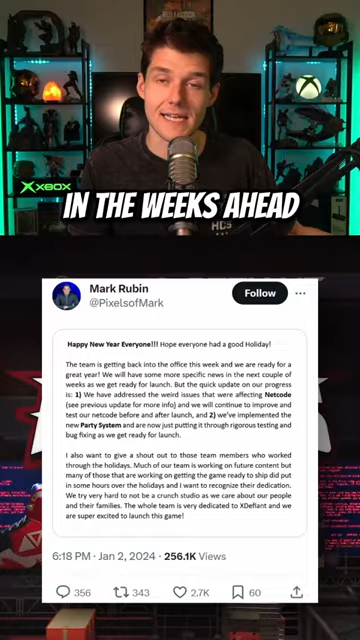 XBOX
HCS
IN THE WEEKS AHEAD
Mark Rubin
@PixelsofMark
Follow
Happy New Year Everyone!!! Hope everyone had a good Holiday!
The team is getting back into the office this week and we are ready for a
great year! We will have some more specific news in the next couple of
weeks as we get ready for launch. But the quick update on our progress
is: 1) We have addressed the weird issues that were affecting Netcode
(see previous update for more info) and we will continue to improve and
test our netcode before and after launch, and 2) we've implemented the
new Party System and are now just putting it through rigorous testing and
bug fixing as we get ready for launch.
I also want to give a shout out to those team members who worked
through the holidays. Much of our team is working on future content but
many of those that are working on getting the game ready to ship did put
in some hours over the holidays and I want to recognize their dedication.
We try very hard to not be a crunch studio as we care about our people
and their families. The whole team is very dedicated to XDefiant and we
are super excited to launch this game!
6:18 PM · Jan 2, 2024 · 256.1K Views
356
343
2.7K
60